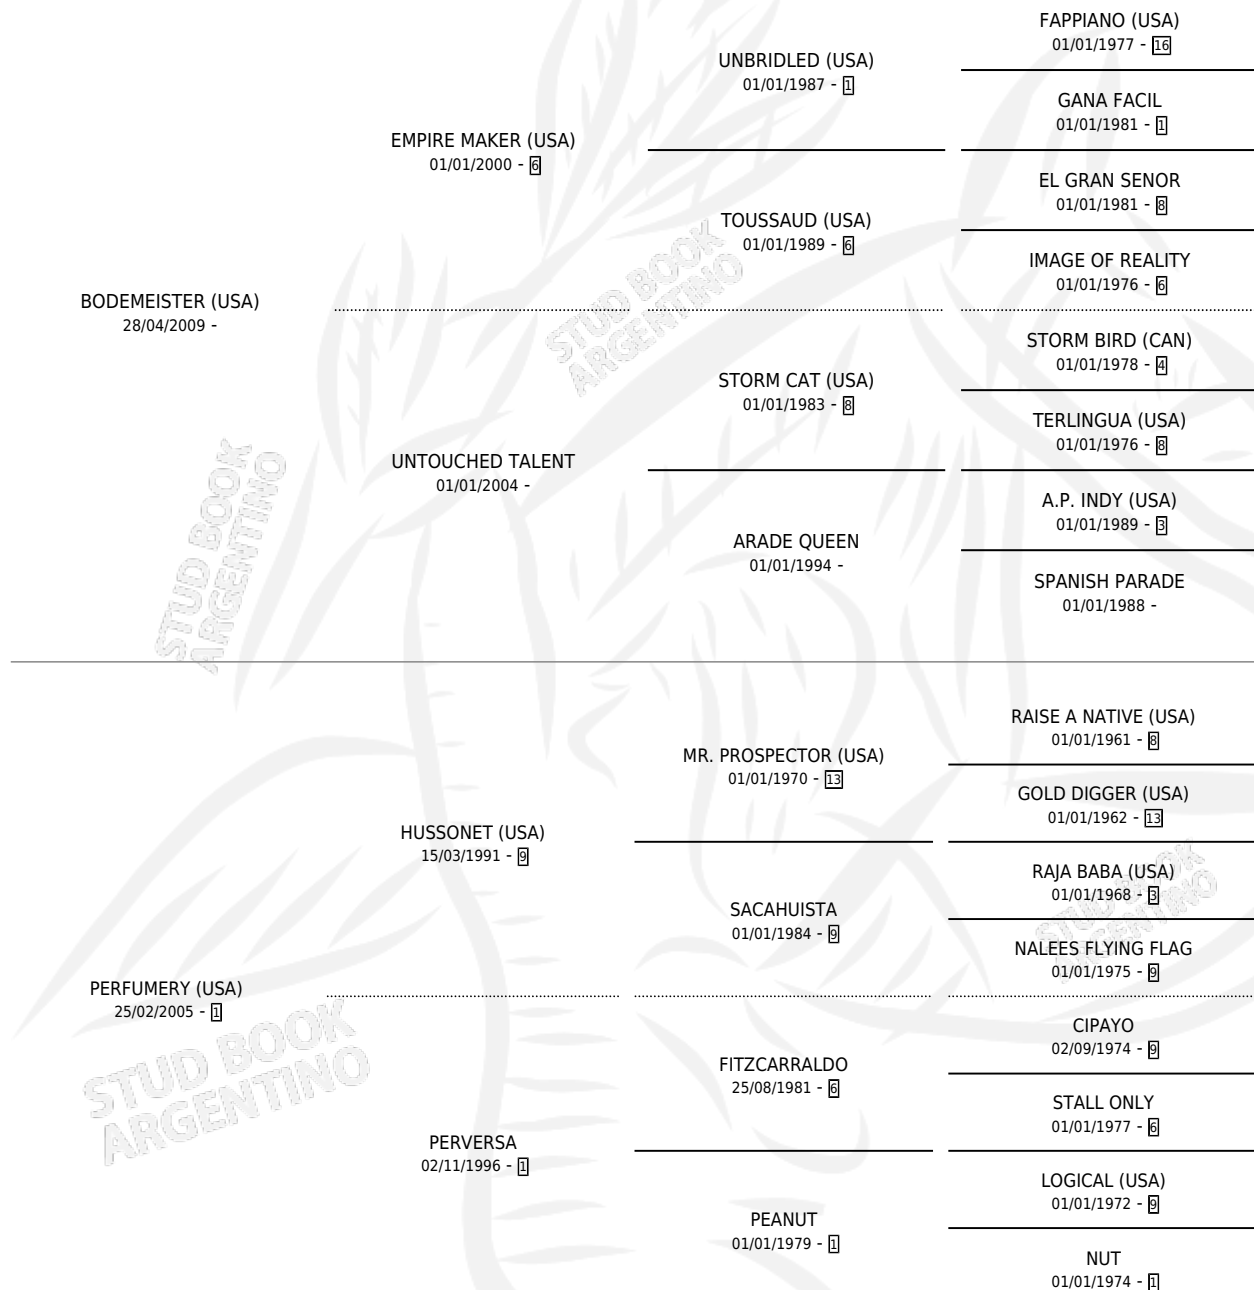 FAPPIANO (USA)
01/01/1977 - 16
UNBRIDLED (USA)
01/01/1987 - 1
GANA FACIL
01/01/1981 - 1
EMPIRE MAKER (USA)
01/01/2000 - 6
EL GRAN SENOR
01/01/1981 - 8
TOUSSAUD (USA)
01/01/1989 - 6
IMAGE OF REALITY
01/01/1976 - 6
BODEMEISTER (USA)
28/04/2009 -
STORM BIRD (CAN)
01/01/1978 - 4
STORM CAT (USA)
01/01/1983 - 8
TERLINGUA (USA)
01/01/1976 - 8
UNTOUCHED TALENT
01/01/2004 -
A.P. INDY (USA)
01/01/1989 - 3
ARADE QUEEN
01/01/1994 -
SPANISH PARADE
01/01/1988 -
RAISE A NATIVE (USA)
01/01/1961 - 8
MR. PROSPECTOR (USA)
01/01/1970 - 13
GOLD DIGGER (USA)
01/01/1962 - 13
HUSSONET (USA)
15/03/1991 - 9
RAJA BABA (USA)
01/01/1968 - 3
SACAHUISTA
01/01/1984 - 9
NALEES FLYING FLAG
01/01/1975 - 9
PERFUMERY (USA)
25/02/2005 - 1
CIPAYO
02/09/1974 - 9
FITZCARRALDO
25/08/1981 - 6
STALL ONLY
01/01/1977 - 6
PERVERSA
02/11/1996 - 1
LOGICAL (USA)
01/01/1972 - 9
PEANUT
01/01/1979 - 1
NUT
01/01/1974 - 1
STUD BOOK
ARGENTINO
STUD BOOK
ARGENTINO
STUD BOOK
ARGENTINO
STUD BOOK
ARGENTINO